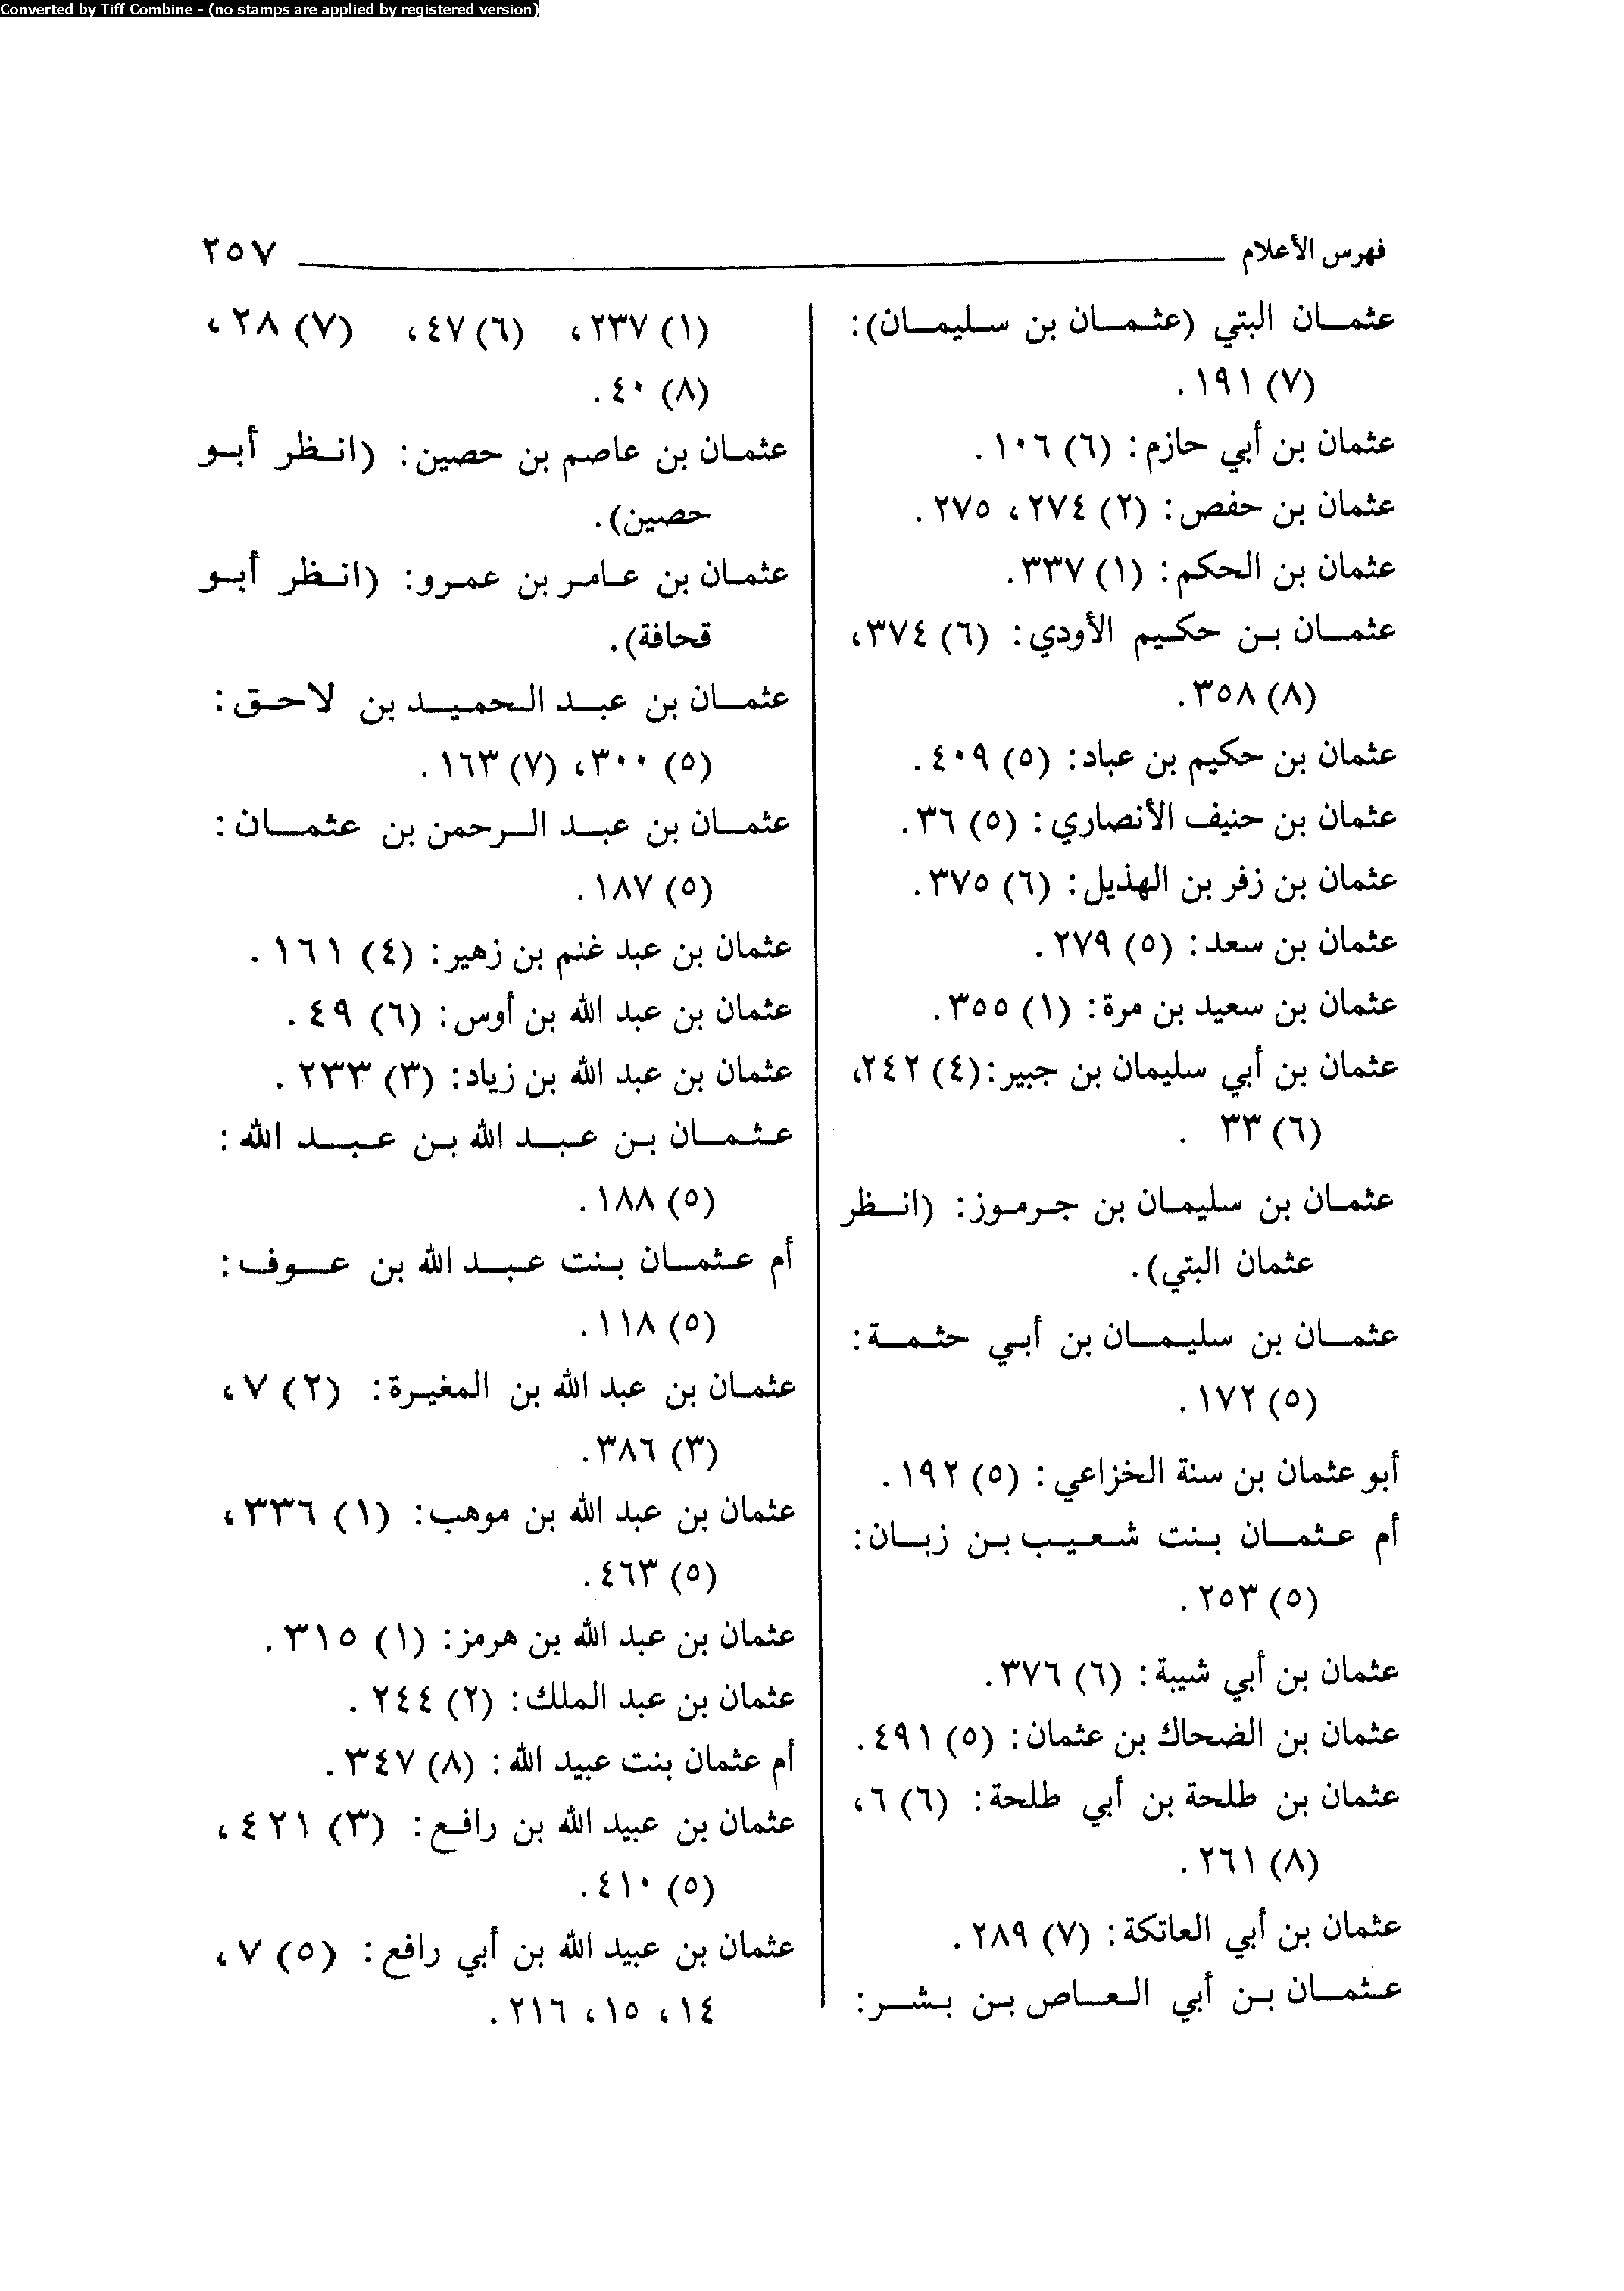 Converted by Tiff Combine - (no stamps are applied by registered version)
فهرس الأعلام ٢٥٧
عثمان البتي (عثمان بن سليمان):
(٧) ١٩١.
عثمان بن أبي حازم: (٦) ١٠٦.
عثمان بن حفص: (٢) ٢٧٤، ٢٧٥.
عثمان بن الحكم: (١) ٣٣٧.
عثمان بن حكيم الأودي: (٦) ٣٧٤،
(٨) ٣٥٨.
عثمان بن حكيم بن عباد: (٥) ٤٠٩.
عثمان بن حنيف الأنصاري: (٥) ٣٦.
عثمان بن زفر بن الهذيل: (٦) ٣٧٥.
عثمان بن سعد: (٥) ٢٧٩.
عثمان بن سعيد بن مرة: (١) ٣٥٥.
عثمان بن أبي سليمان بن جبير: (٤) ٢٤٢،
(٦) ٣٣ .
عثمان بن سليمان بن جرموز: (انظر
عثمان البتي).
عثمان بن سليمان بن أبي حثمة:
(٥) ١٧٢.
أبو عثمان بن سنة الخزاعي: (٥) ١٩٢.
أم عثمان بنت شعيب بن زبان:
(٥) ٢٥٣.
عثمان بن أبي شيبة: (٦) ٣٧٦.
عثمان بن الضحاك بن عثمان: (٥) ٤٩١.
عثمان بن طلحة بن أبي طلحة: (٦) ٦،
(٨) ٢٦١.
عثمان بن أبي العاتكة: (٧) ٢٨٩.
عثمان بن أبي العاص بن بشر:
(١) ٢٣٧، (٦) ٤٧، (٧) ٢٨،
(٨) ٤٠.
عثمان بن عاصم بن حصين: (انظر أبو
حصين).
عثمان بن عامر بن عمرو: (انظر أبو
قحافة).
عثمان بن عبد الحميد بن لاحق:
(٥) ٣٠٠، (٧) ١٦٣.
عثمان بن عبد الرحمن بن عثمان:
(٥) ١٨٧.
عثمان بن عبد غنم بن زهير: (٤) ١٦١.
عثمان بن عبد الله بن أوس: (٦) ٤٩.
عثمان بن عبد الله بن زياد: (٣) ٢٣٣.
عثمان بن عبد الله بن عبد الله:
(٥) ١٨٨.
أم عثمان بنت عبد الله بن عوف:
(٥) ١١٨.
عثمان بن عبد الله بن المغيرة: (٢) ٧،
(٣) ٣٨٦.
عثمان بن عبد الله بن موهب: (١) ٣٣٦،
(٥) ٤٦٣.
عثمان بن عبد الله بن هرمز: (١) ٣١٥.
عثمان بن عبد الملك: (٢) ٢٤٤.
أم عثمان بنت عبيد الله: (٨) ٣٤٧.
عثمان بن عبيد الله بن رافع: (٣) ٤٢١،
(٥) ٤١٠.
عثمان بن عبيد الله بن أبي رافع: (٥) ٧،
١٤، ١٥، ٢١٦.